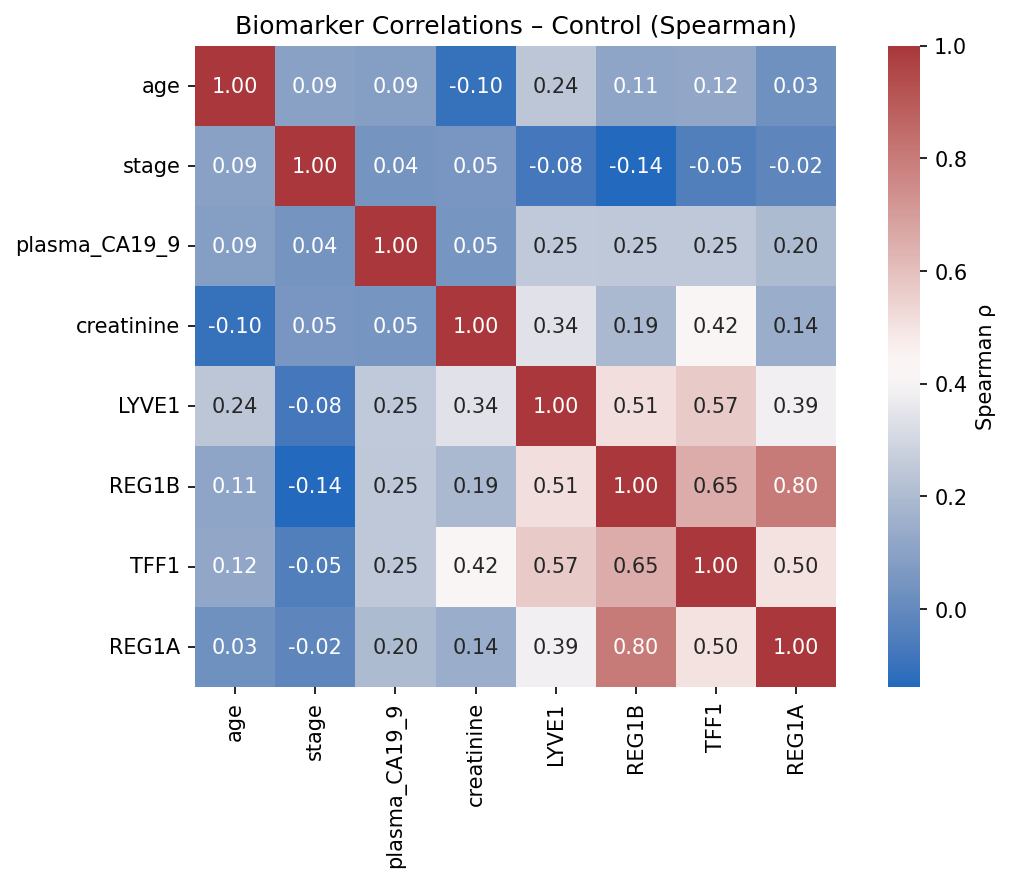 Biomarker Correlations – Control (Spearman)
age 1.00 0.09 0.09 -0.10 0.24 0.11 0.12 0.03
stage 0.09 1.00 0.04 0.05 -0.08 -0.14 -0.05 -0.02
plasma_CA19_9 0.09 0.04 1.00 0.05 0.25 0.25 0.25 0.20
creatinine -0.10 0.05 0.05 1.00 0.34 0.19 0.42 0.14
LYVE1 0.24 -0.08 0.25 0.34 1.00 0.51 0.57 0.39
REG1B 0.11 -0.14 0.25 0.19 0.51 1.00 0.65 0.80
TFF1 0.12 -0.05 0.25 0.42 0.57 0.65 1.00 0.50
REG1A 0.03 -0.02 0.20 0.14 0.39 0.80 0.50 1.00
age stage plasma_CA19_9 creatinine LYVE1 REG1B TFF1 REG1A
1.0
0.8
0.6
0.4
0.2
0.0
Spearman ρ